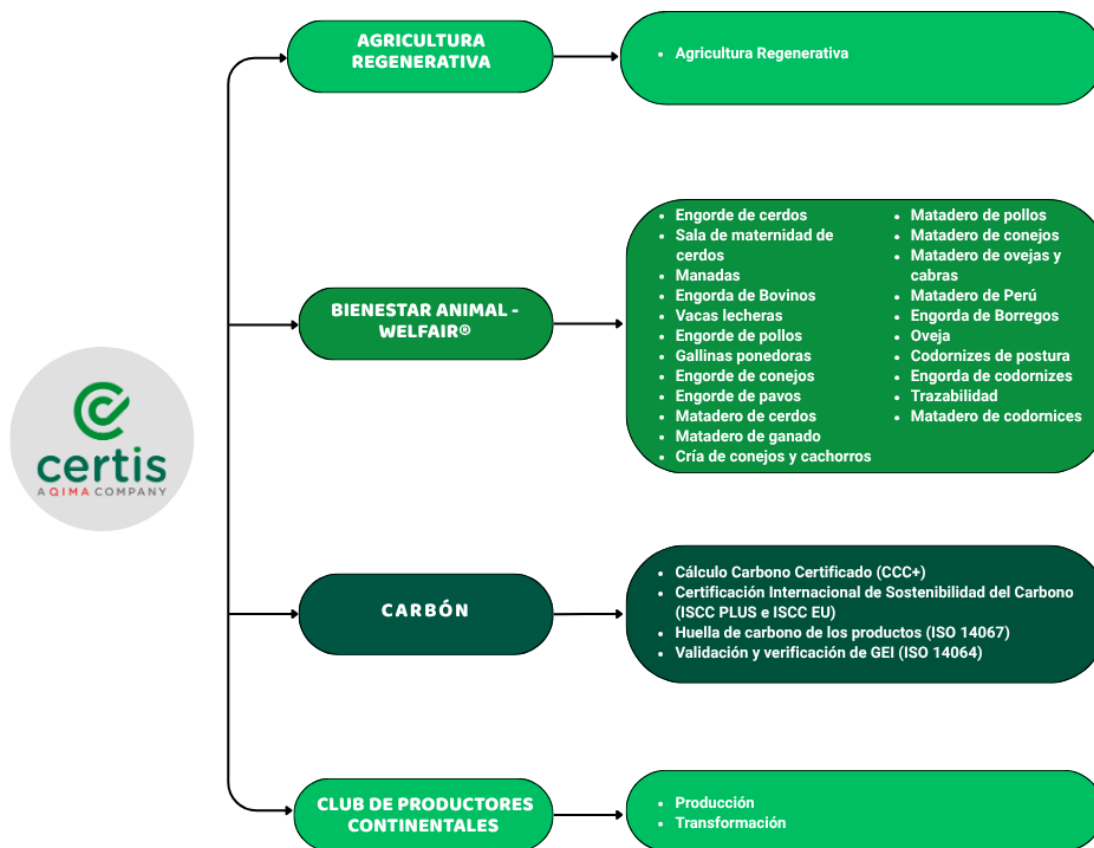 AGRICULTURA
REGENERATIVA
• Agricultura Regenerativa
BIENESTAR ANIMAL -
WELFAIR®
• Engorde de cerdos
• Sala de maternidad de
cerdos
• Manadas
• Engorda de Bovinos
• Vacas lecheras
• Engorde de pollos
• Gallinas ponedoras
• Engorde de conejos
• Engorde de pavos
• Matadero de cerdos
• Matadero de ganado
• Cría de conejos y cachorros
• Matadero de pollos
• Matadero de conejos
• Matadero de ovejas y
cabras
• Matadero de Perú
• Engorda de Borregos
• Oveja
• Codornizes de postura
• Engorda de codornizes
• Trazabilidad
• Matadero de codornices
certis
A QIMA COMPANY
CARBÓN
• Cálculo Carbono Certificado (CCC+)
• Certificación Internacional de Sostenibilidad del Carbono
(ISCC PLUS e ISCC EU)
• Huella de carbono de los productos (ISO 14067)
• Validación y verificación de GEI (ISO 14064)
CLUB DE PRODUCTORES
CONTINENTALES
• Producción
• Transformación